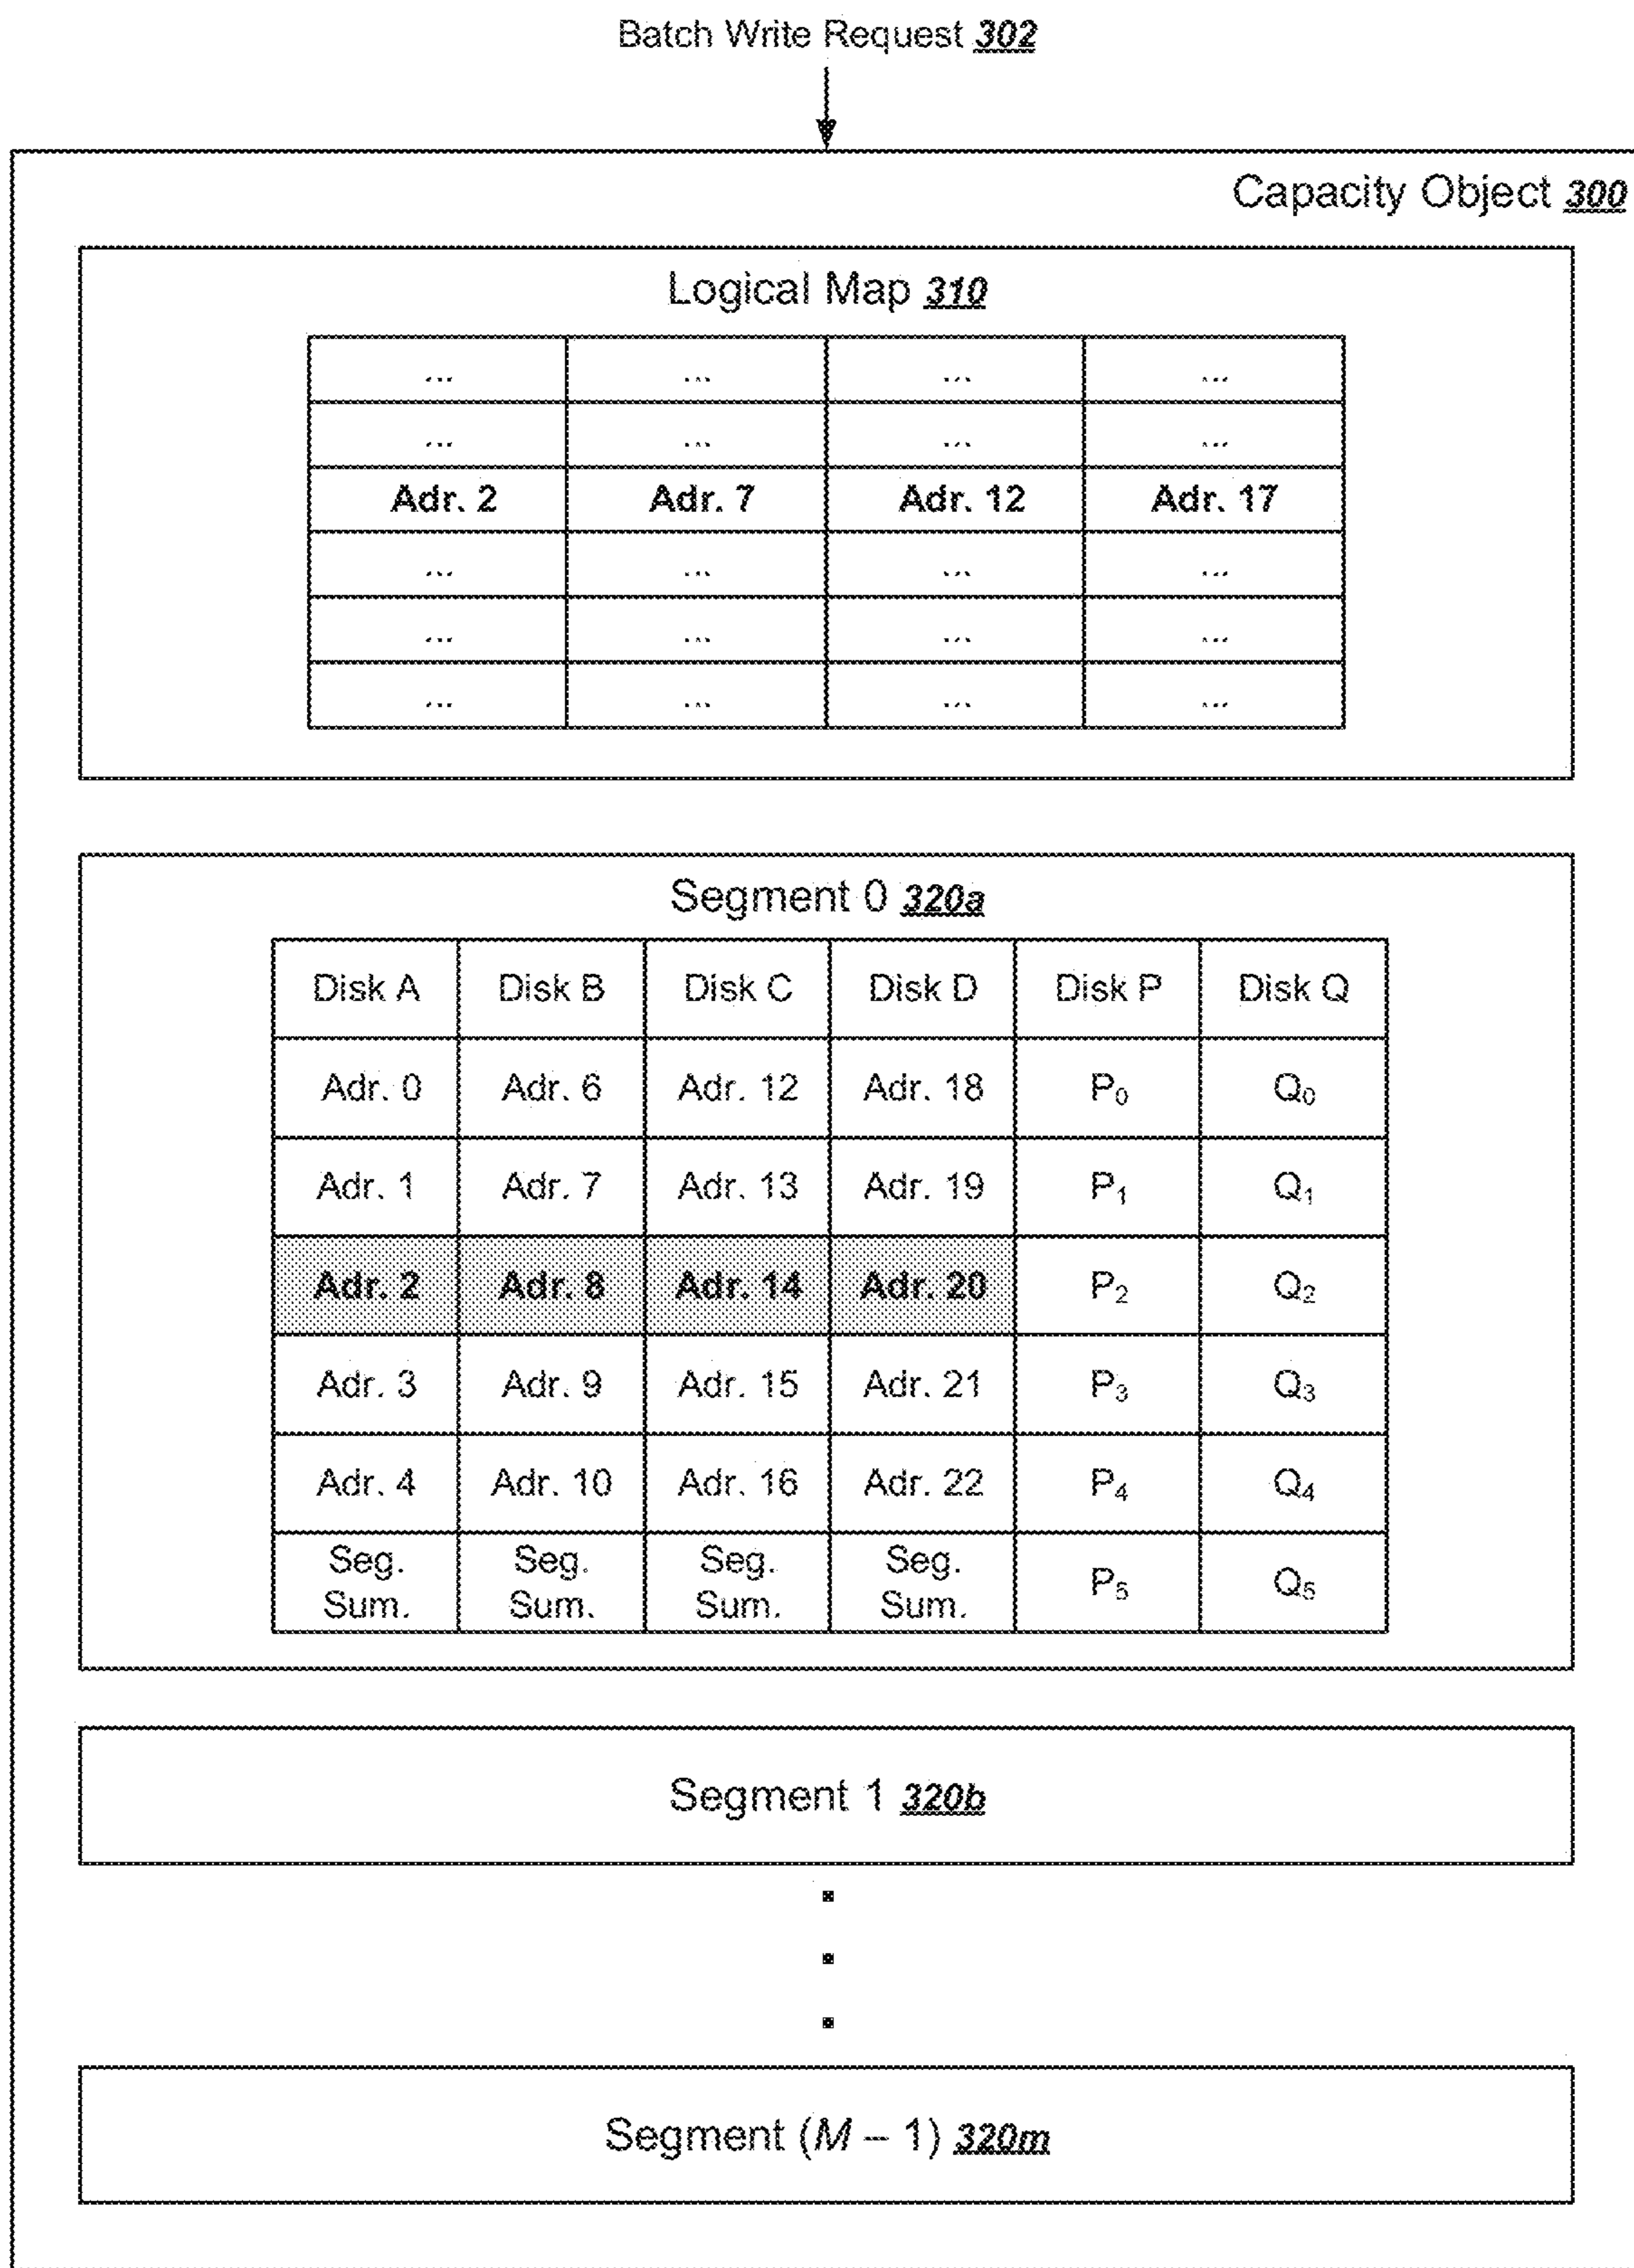 Batch Write Request 302
Capacity Object 300
Logical Map 310
... ... ... ...
... ... ... ...
Adr. 2 Adr. 7 Adr. 12 Adr. 17
... ... ... ...
... ... ... ...
... ... ... ...
Segment 0 320a
Disk A Disk B Disk C Disk D Disk P Disk Q
Adr. 0 Adr. 6 Adr. 12 Adr. 18 P₀ Q₀
Adr. 1 Adr. 7 Adr. 13 Adr. 19 P₁ Q₁
Adr. 2 Adr. 8 Adr. 14 Adr. 20 P₂ Q₂
Adr. 3 Adr. 9 Adr. 15 Adr. 21 P₃ Q₃
Adr. 4 Adr. 10 Adr. 16 Adr. 22 P₄ Q₄
Seg. Sum. Seg. Sum. Seg. Sum. Seg. Sum. P₅ Q₅
Segment 1 320b
Segment (M – 1) 320m